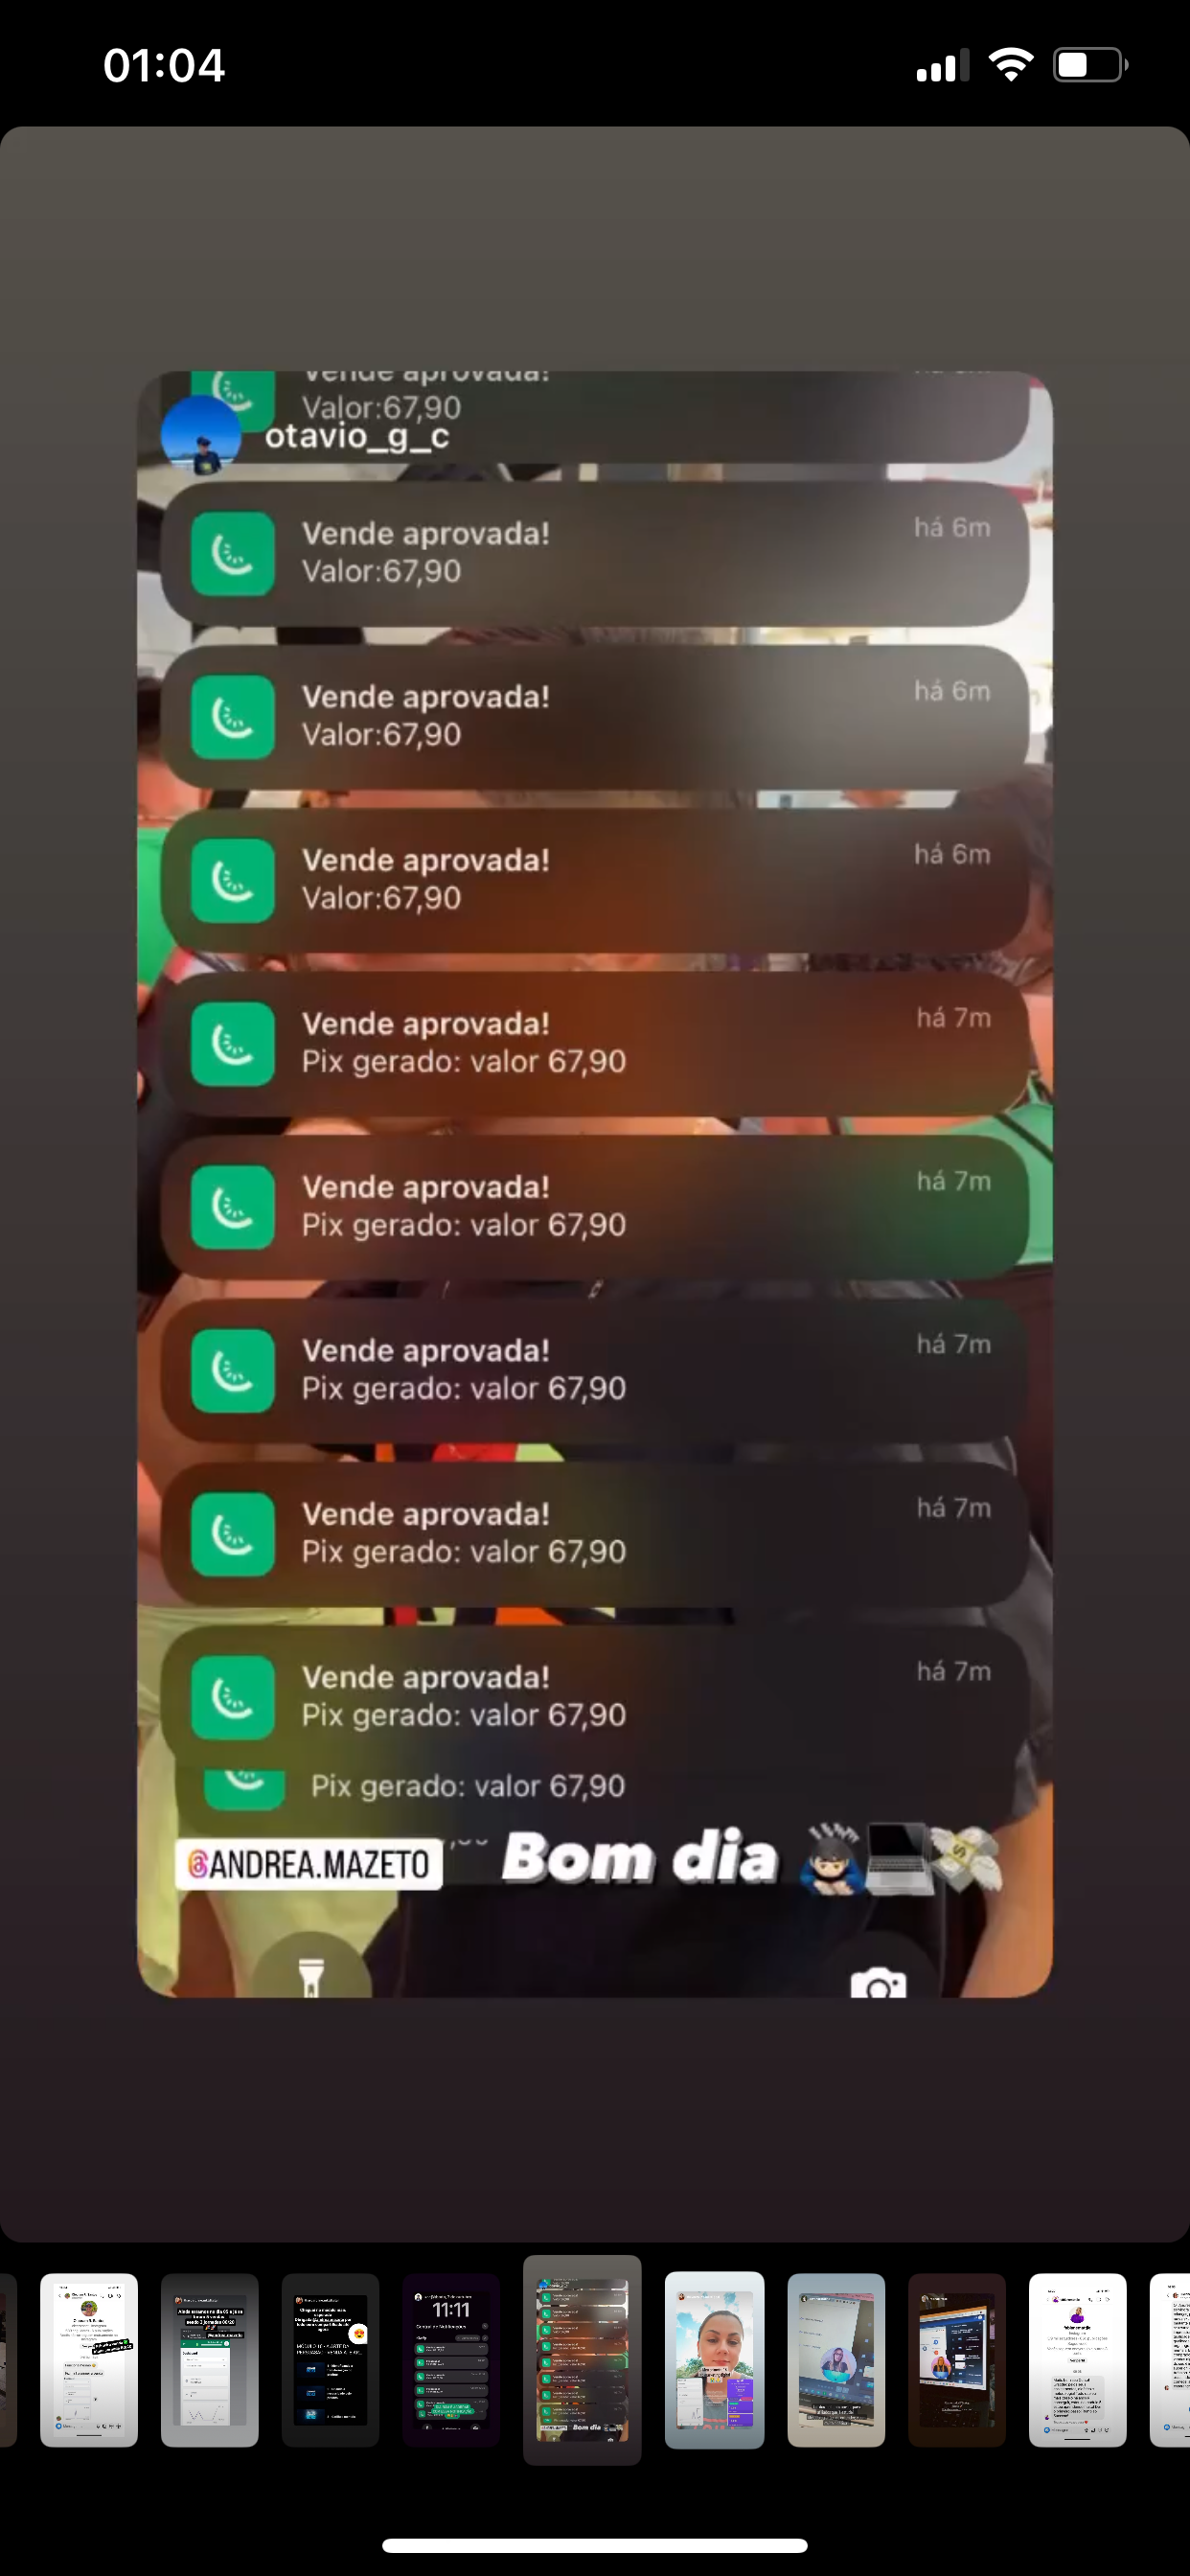 01:04
Vende aprovada!
Valor:67,90
otavio_g_c
Vende aprovada!
há 6m
Valor:67,90
Vende aprovada!
há 6m
Valor:67,90
Vende aprovada!
há 6m
Valor:67,90
Vende aprovada!
há 7m
Pix gerado: valor 67,90
Vende aprovada!
há 7m
Pix gerado: valor 67,90
Vende aprovada!
há 7m
Pix gerado: valor 67,90
Vende aprovada!
há 7m
Pix gerado: valor 67,90
Vende aprovada!
há 7m
Pix gerado: valor 67,90
Pix gerado: valor 67,90
@ANDREA.MAZETO
Bom dia
11:11
Bom dia